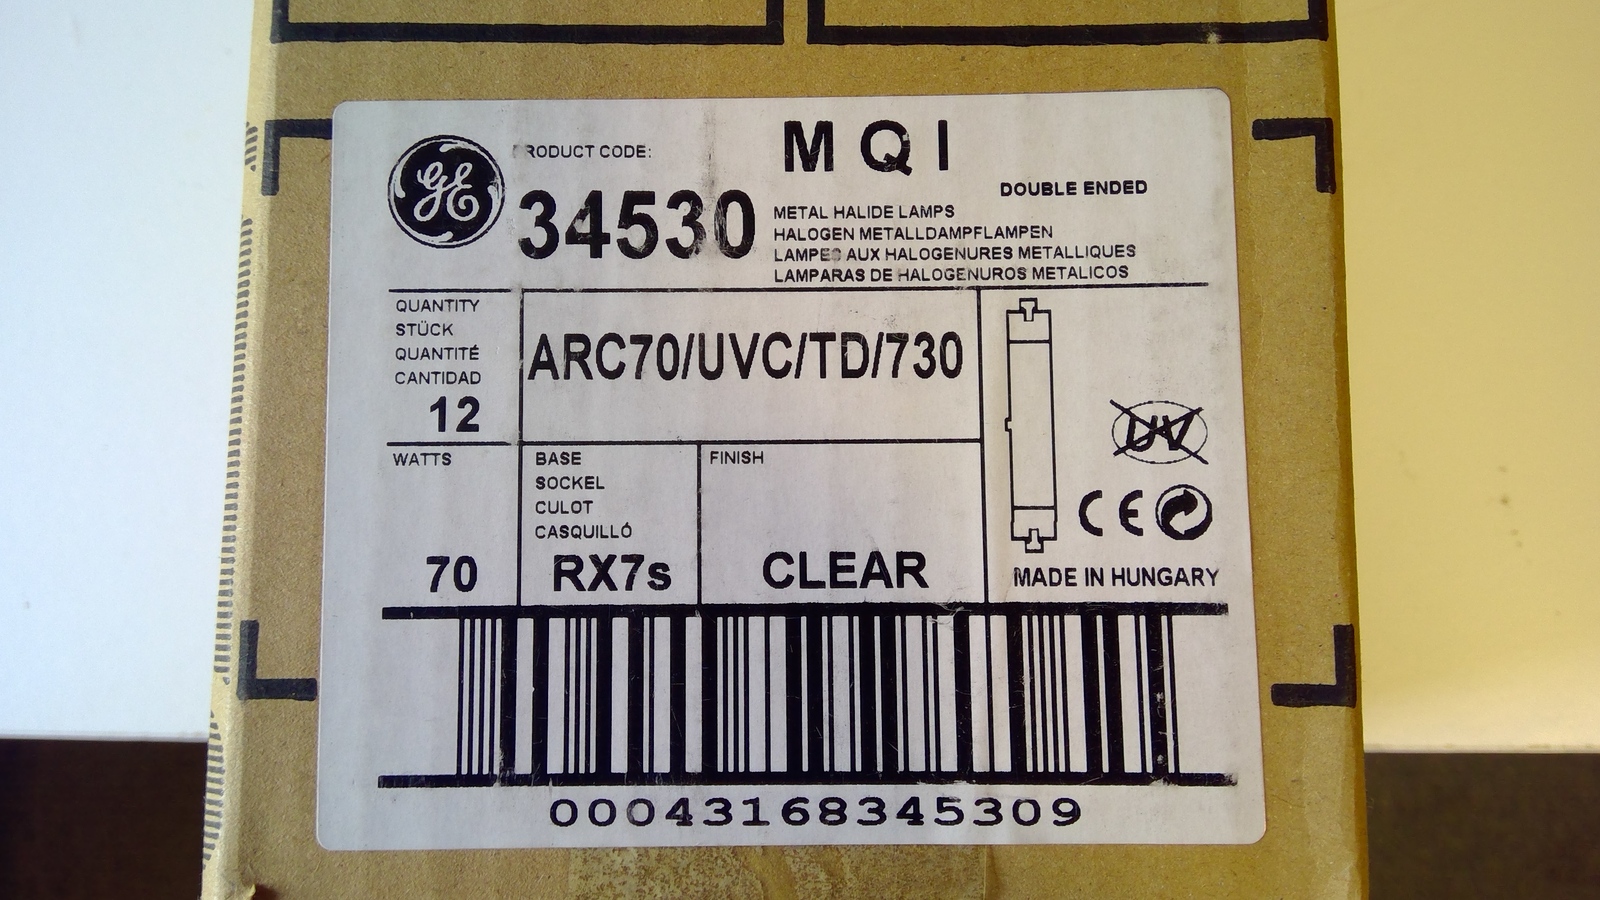 GE
PRODUCT CODE:
34530
MQI
DOUBLE ENDED
METAL HALIDE LAMPS
HALOGEN METALLDAMPFLAMPEN
LAMPES AUX HALOGENURES METALLIQUES
LAMPARAS DE HALOGENUROS METALICOS
QUANTITY
STÜCK
QUANTITÉ
CANTIDAD
12
ARC70/UVC/TD/730
UV
CE
MADE IN HUNGARY
WATTS
70
BASE
SOCKEL
CULOT
CASQUILLÓ
RX7s
FINISH
CLEAR
00043168345309